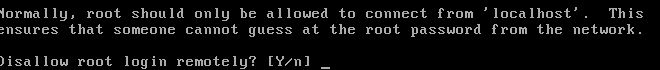 Normally, root should only be allowed to connect from 'localhost'.  This
ensures that someone cannot guess at the root password from the network.
Disallow root login remotely? [Y/n] _